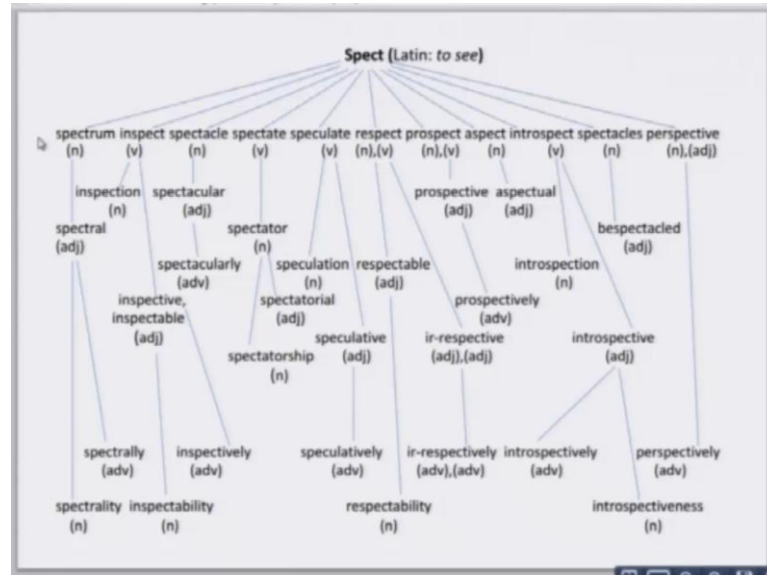 Spect (Latin: to see)
spectrum inspect spectacle spectate speculate respect prospect aspect introspect spectacles perspective
(n) (v) (n) (v) (v) (n),(v) (n),(v) (n) (v) (n) (n),(adj)
inspection spectacular prospective aspectual
(n) (adj) (adj) (adj)
spectral spectator bespectacled
(adj) (n) (adj)
spectacularly speculation respectable introspection
(adv) (n) (adj) (n)
inspective, spectatorial prospectively
inspectable (adj) (adv)
(adj) speculative ir-respective introspective
(adj) (adj),(adj) (adj)
spectatorship
(n)
spectrally inspectively speculatively ir-respectively introspectively perspectively
(adv) (adv) (adv) (adv),(adv) (adv) (adv)
spectrality inspectability respectability introspectiveness
(n) (n) (n) (n)